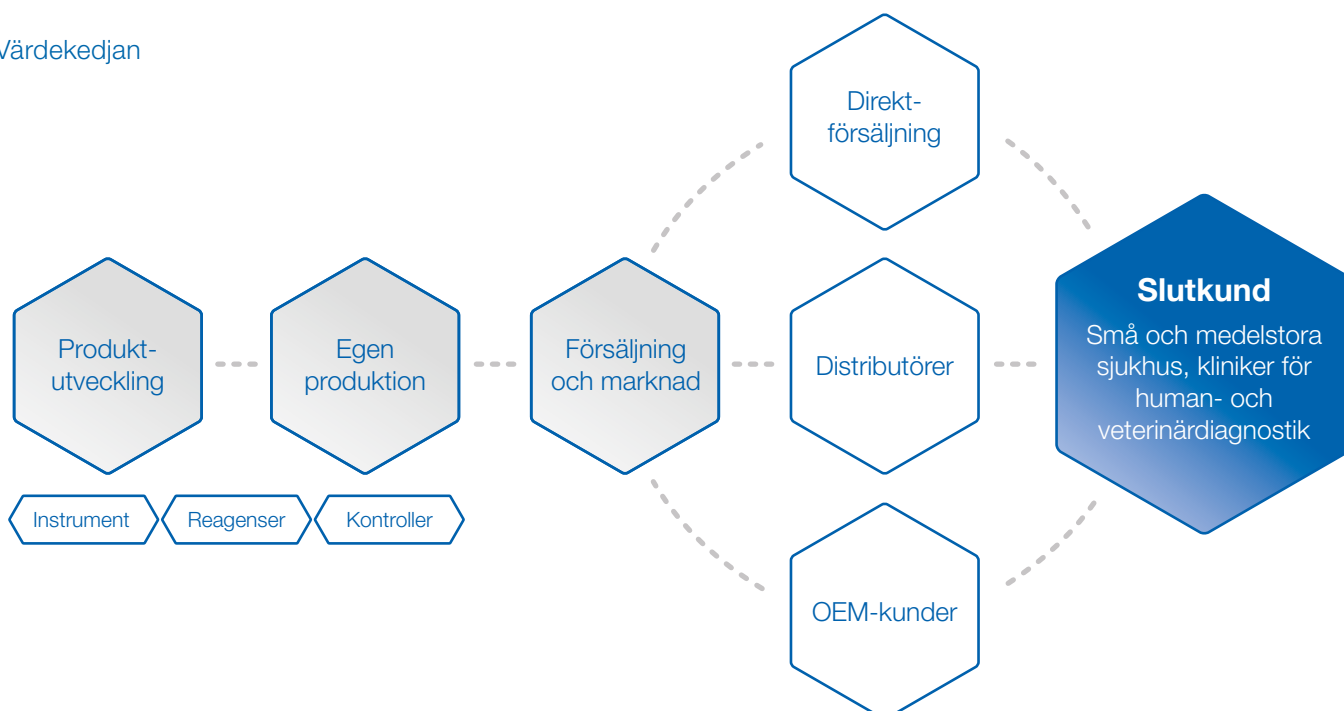 Värdekedjan
Direkt-
försäljning
Produkt-
utveckling
Egen
produktion
Försäljning
och marknad
Distributörer
Slutkund
Små och medelstora
sjukhus, kliniker för
human- och
veterinärdiagnostik
Instrument
Reagenser
Kontroller
OEM-kunder